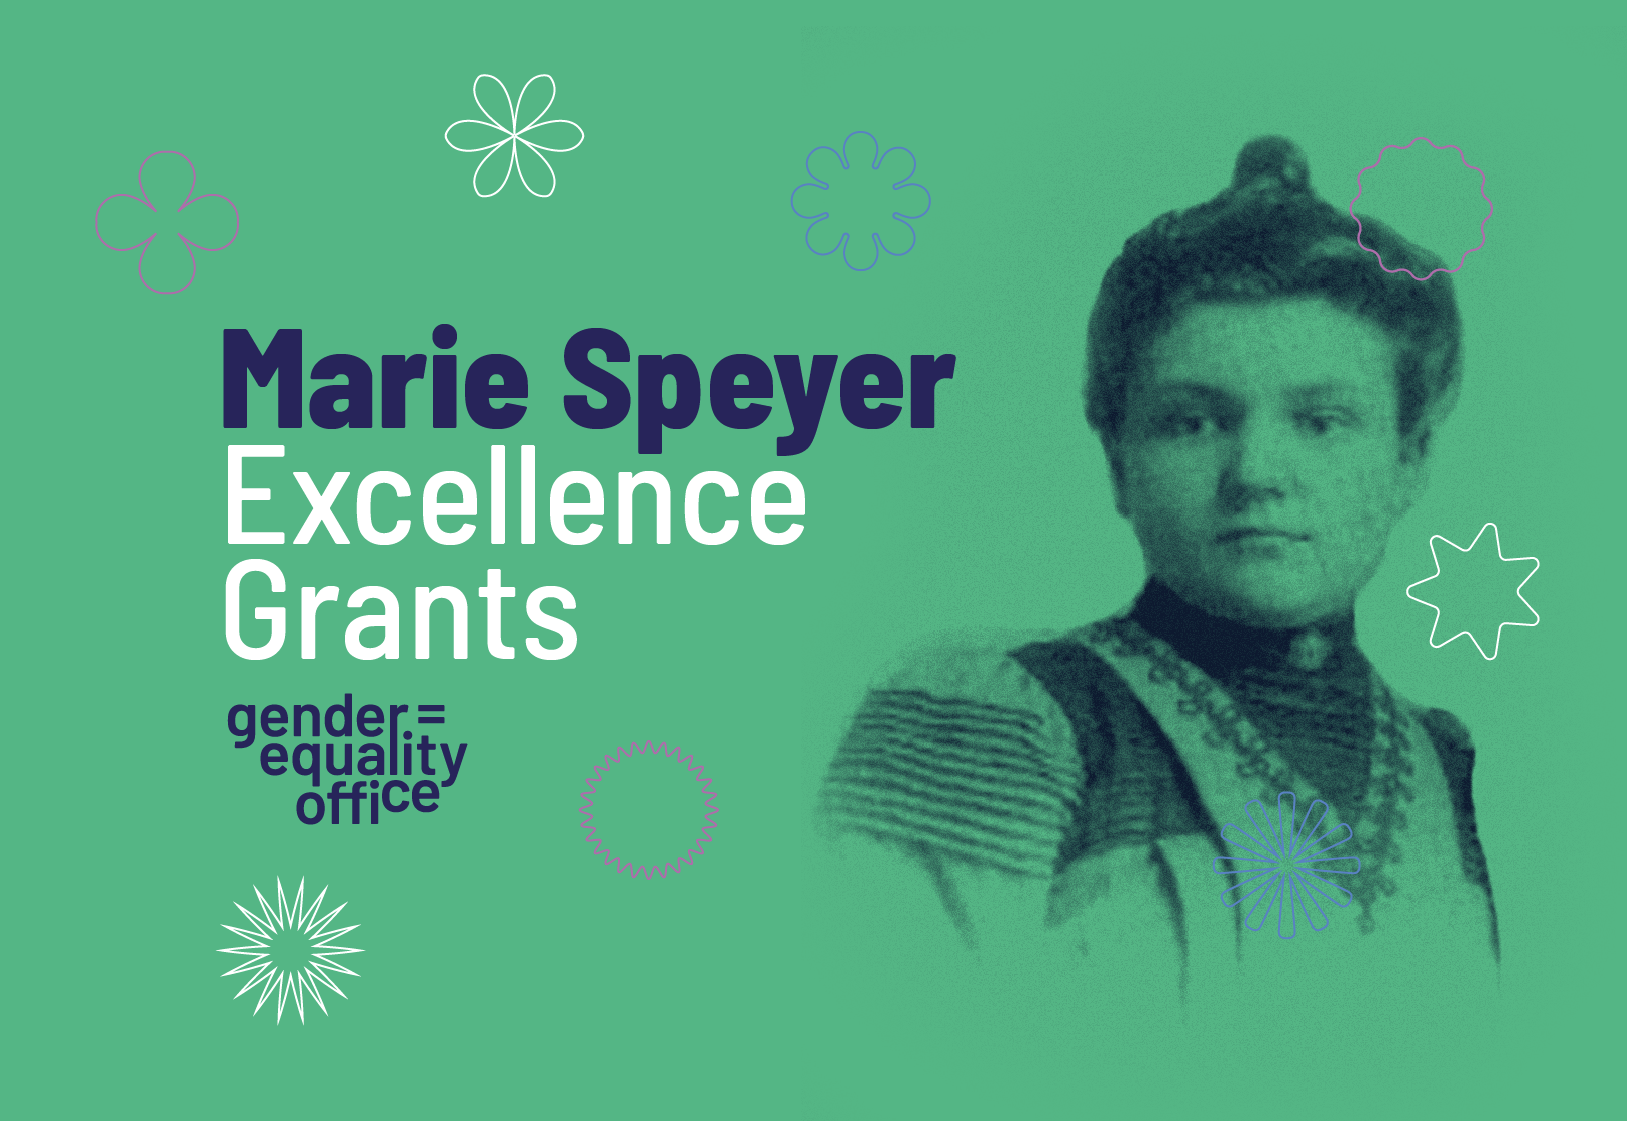 Marie Speyer
Excellence
Grants
gender=
equality
office